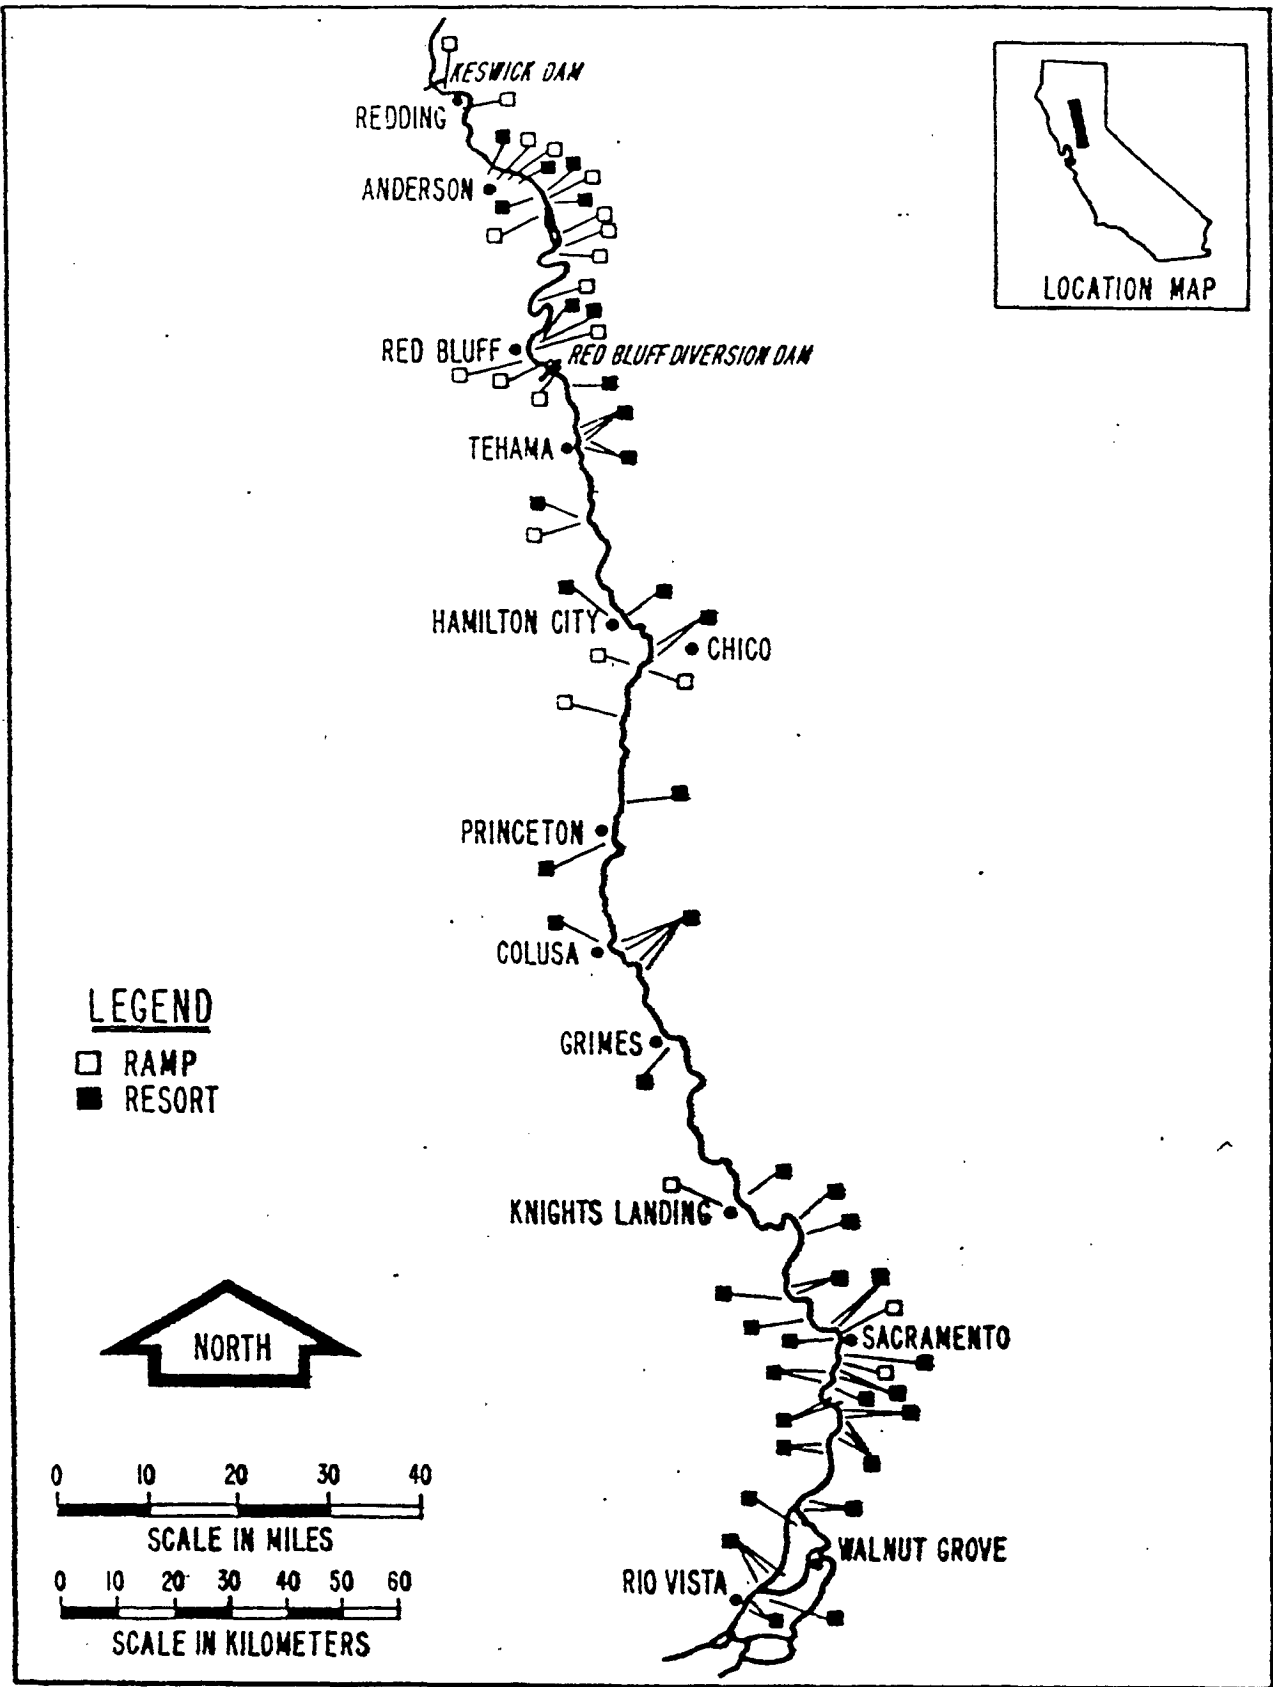 KESWICK DAM
REDDING
ANDERSON
LOCATION MAP
RED BLUFF
RED BLUFF DIVERSION DAM
TEHAMA
HAMILTON CITY
CHICO
PRINCETON
COLUSA
LEGEND
RAMP
RESORT
GRIMES
KNIGHTS LANDING
NORTH
SACRAMENTO
0 10 20 30 40
SCALE IN MILES
WALNUT GROVE
RIO VISTA
0 10 20 30 40 50 60
SCALE IN KILOMETERS